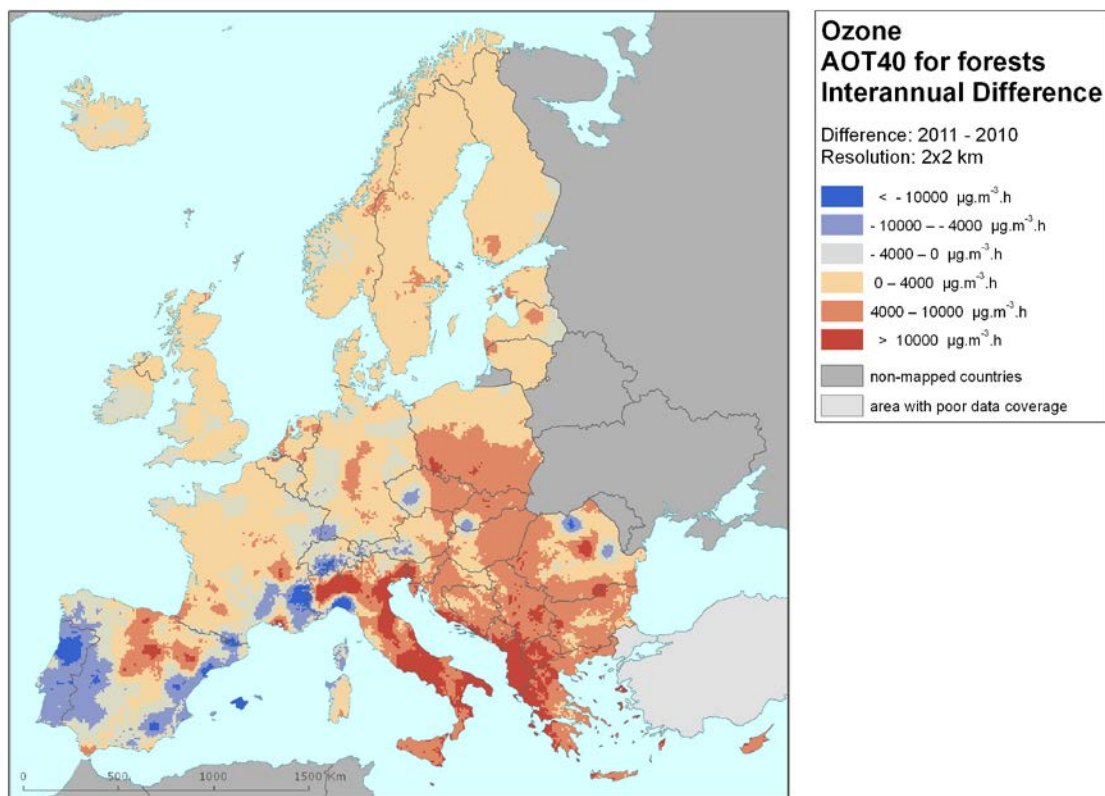 Ozone
AOT40 for forests
Interannual Difference
Difference: 2011 - 2010
Resolution: 2x2 km
< - 10000 µg.m⁻³.h
- 10000 – - 4000 µg.m⁻³.h
- 4000 – 0 µg.m⁻³.h
0 – 4000 µg.m⁻³.h
4000 – 10000 µg.m⁻³.h
> 10000 µg.m⁻³.h
non-mapped countries
area with poor data coverage
0 500 1000 1500 Km